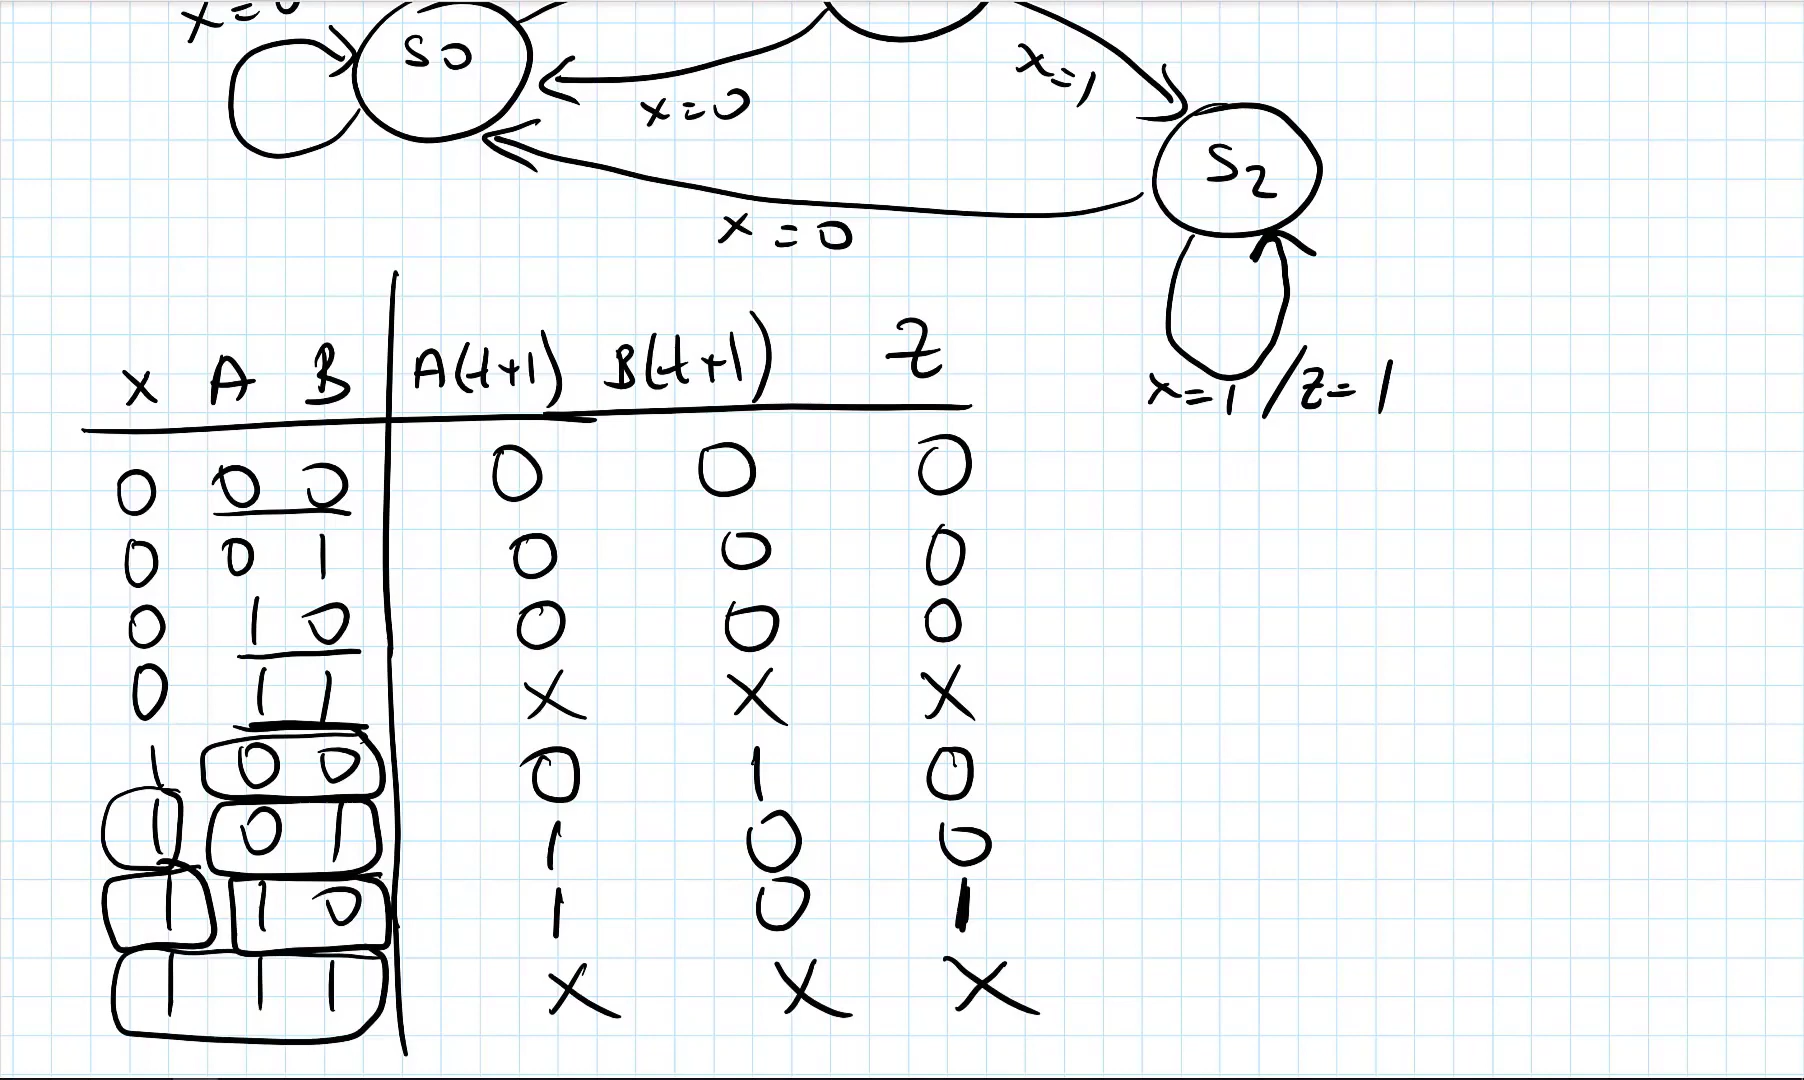 x=0
S0
x=0
x=1
S2
x=0
x=1/Z=1
x A B A(t+1) B(t+1) Z
0 0 0 0 0 0
0 0 1 0 0 0
0 1 0 0 0 0
0 1 1 X X X
1 0 0 0 1 0
1 0 1 1 0 0
1 1 0 1 0 1
1 1 1 X X X